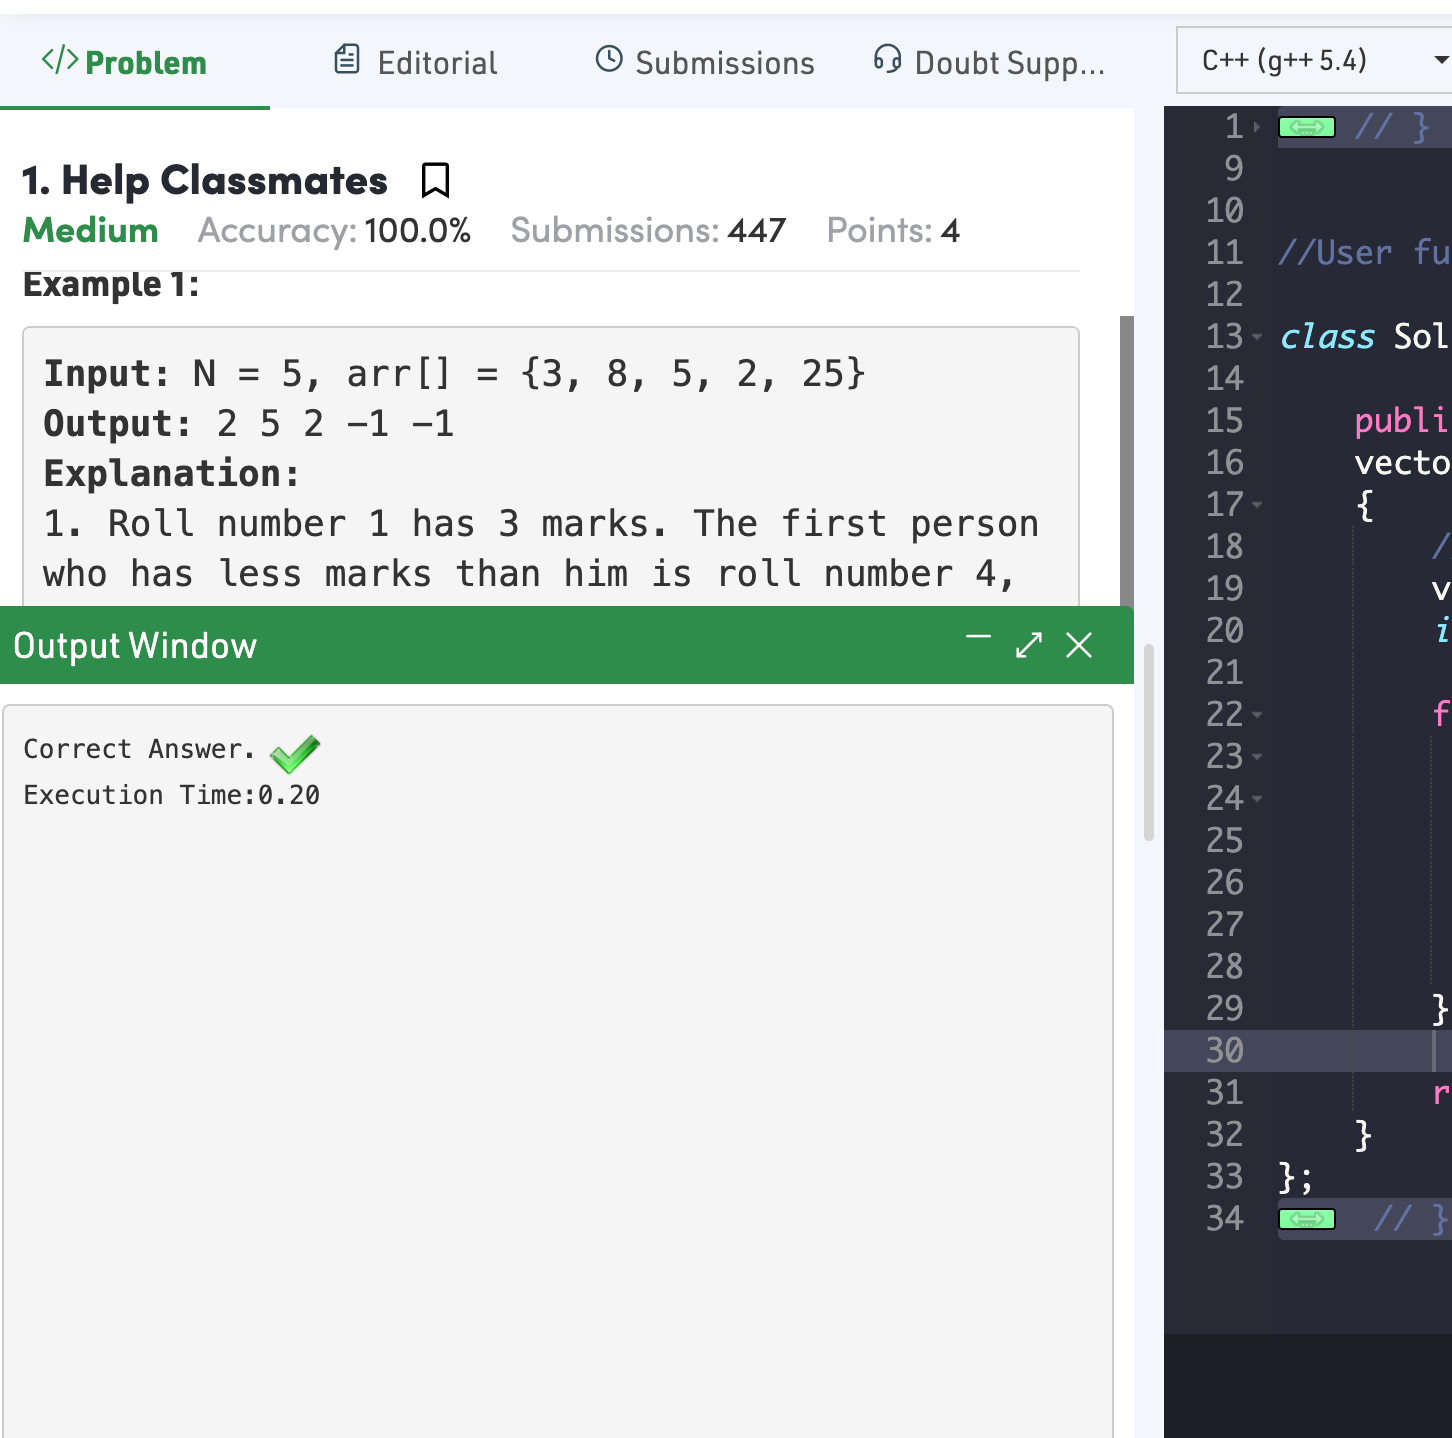 </> Problem
Editorial
Submissions
Doubt Supp...
C++ (g++ 5.4)
1. Help Classmates
Medium Accuracy: 100.0% Submissions: 447 Points: 4
Example 1:
Input: N = 5, arr[] = {3, 8, 5, 2, 25}
Output: 2 5 2 -1 -1
Explanation:
1. Roll number 1 has 3 marks. The first person
who has less marks than him is roll number 4,
Output Window
Correct Answer.
Execution Time:0.20
1 // }
9
10
11 //User fu
12
13 class Sol
14
15 publi
16 vecto
17 {
18 /
19 v
20 i
21
22 f
23
24
25
26
27
28
29 }
30
31 r
32 }
33 };
34 // }